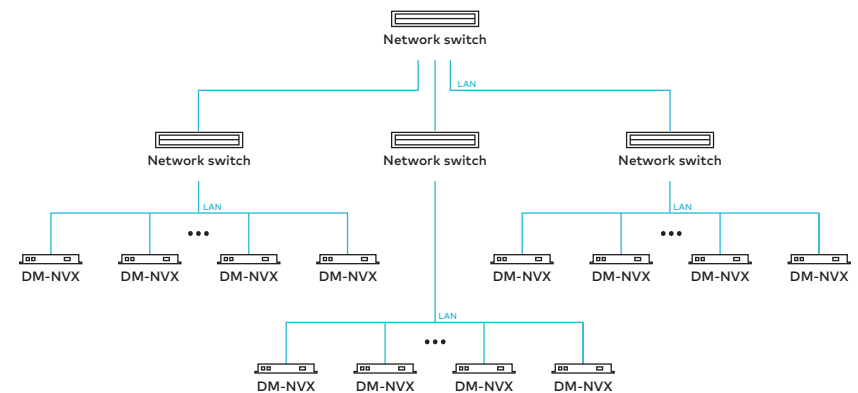 Network switch
LAN
Network switch
Network switch
Network switch
LAN
LAN
•••
•••
DM-NVX
DM-NVX
DM-NVX
DM-NVX
DM-NVX
DM-NVX
DM-NVX
DM-NVX
LAN
•••
DM-NVX
DM-NVX
DM-NVX
DM-NVX